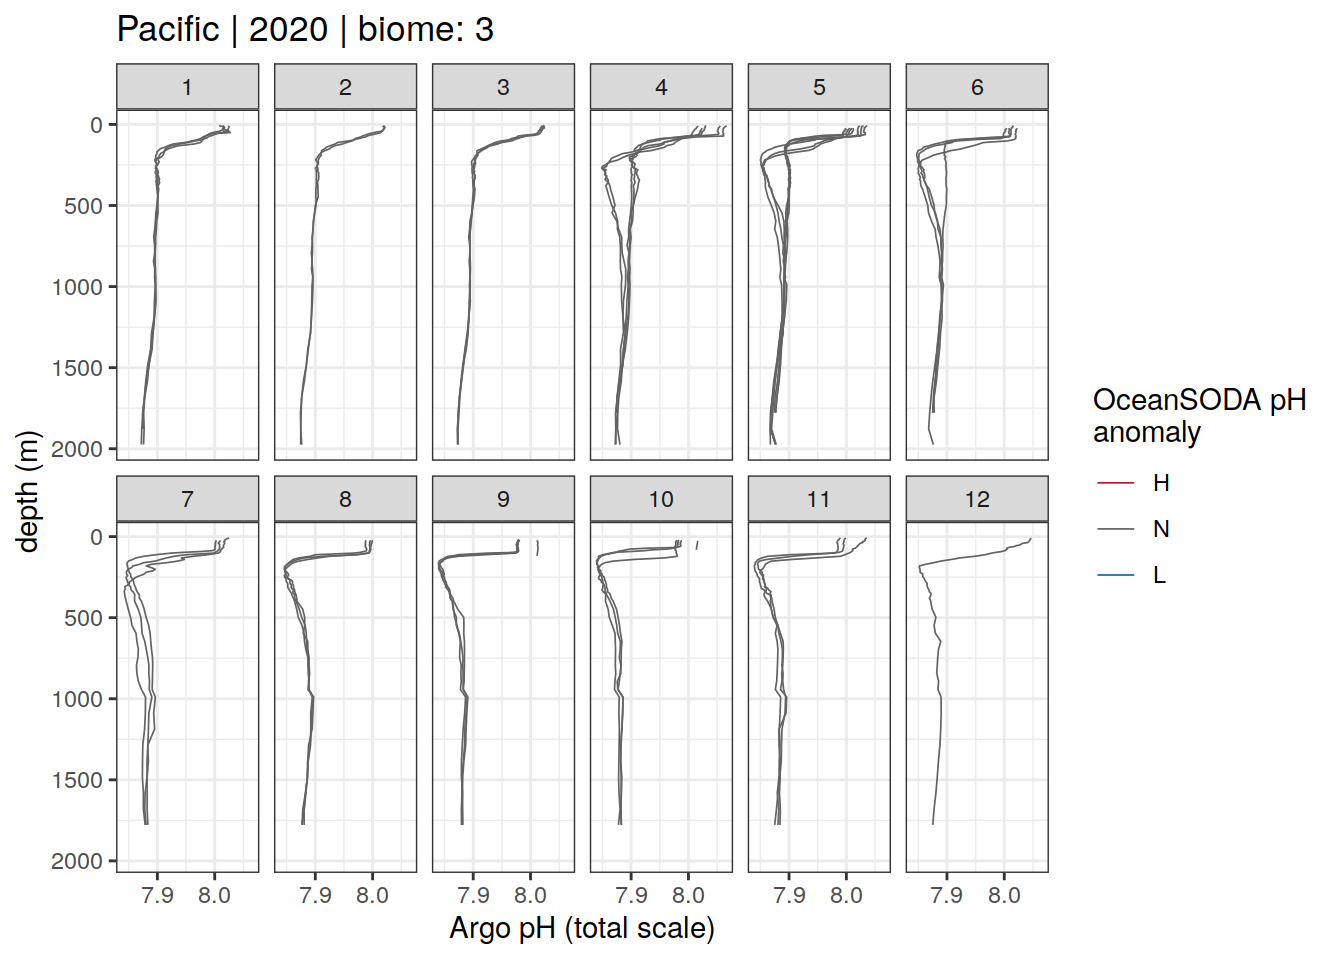 Pacific | 2020 | biome: 3
1 2 3 4 5 6
0
500
1000
1500
2000
7 8 9 10 11 12
0
500
1000
1500
2000
7.9 8.0 7.9 8.0 7.9 8.0 7.9 8.0 7.9 8.0 7.9 8.0
Argo pH (total scale)
depth (m)
OceanSODA pH
anomaly
H
N
L